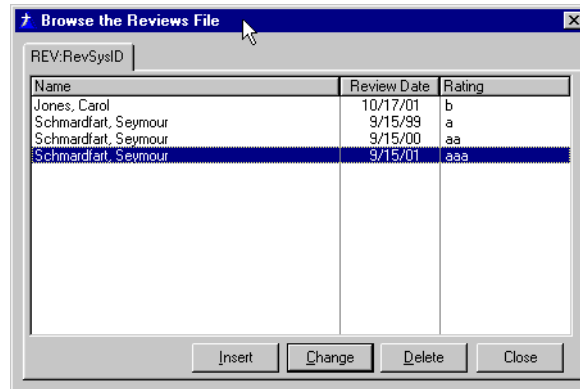 Browse the Reviews File
REV:RevSysID
Name Review Date Rating
Jones, Carol 10/17/01 b
Schmardfart, Seymour 9/15/99 a
Schmardfart, Seymour 9/15/00 aa
Schmardfart, Seymour 9/15/01 aaa
Insert Change Delete Close